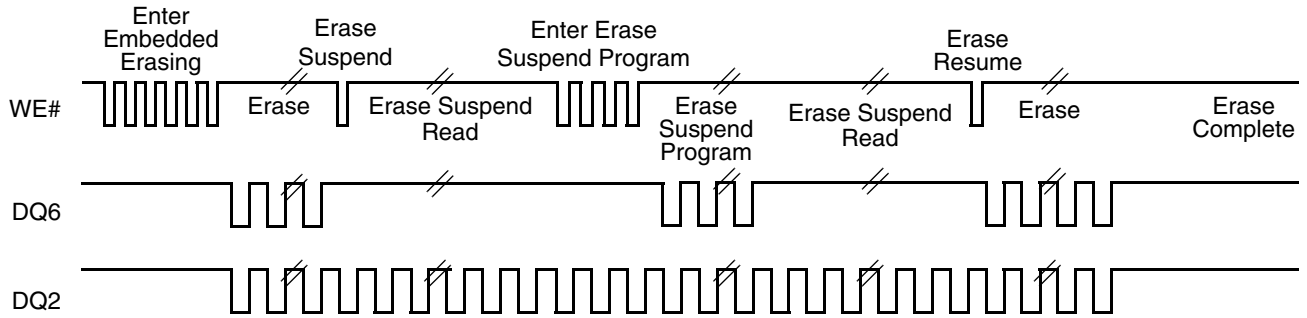 Enter
Embedded
Erasing
Erase
Suspend
Enter Erase
Suspend Program
Erase
Resume
WE#
Erase
Erase Suspend
Read
Erase
Suspend
Program
Erase Suspend
Read
Erase
Erase
Complete
DQ6
DQ2